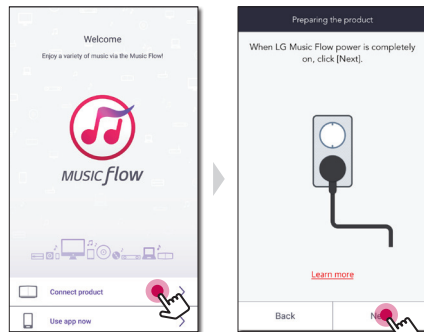 Welcome
Enjoy a variety of music via the Music Flow!
MUSIC flow
Connect product
Use app now
Preparing the product
When LG Music Flow power is completely
on, click [Next].
Learn more
Back